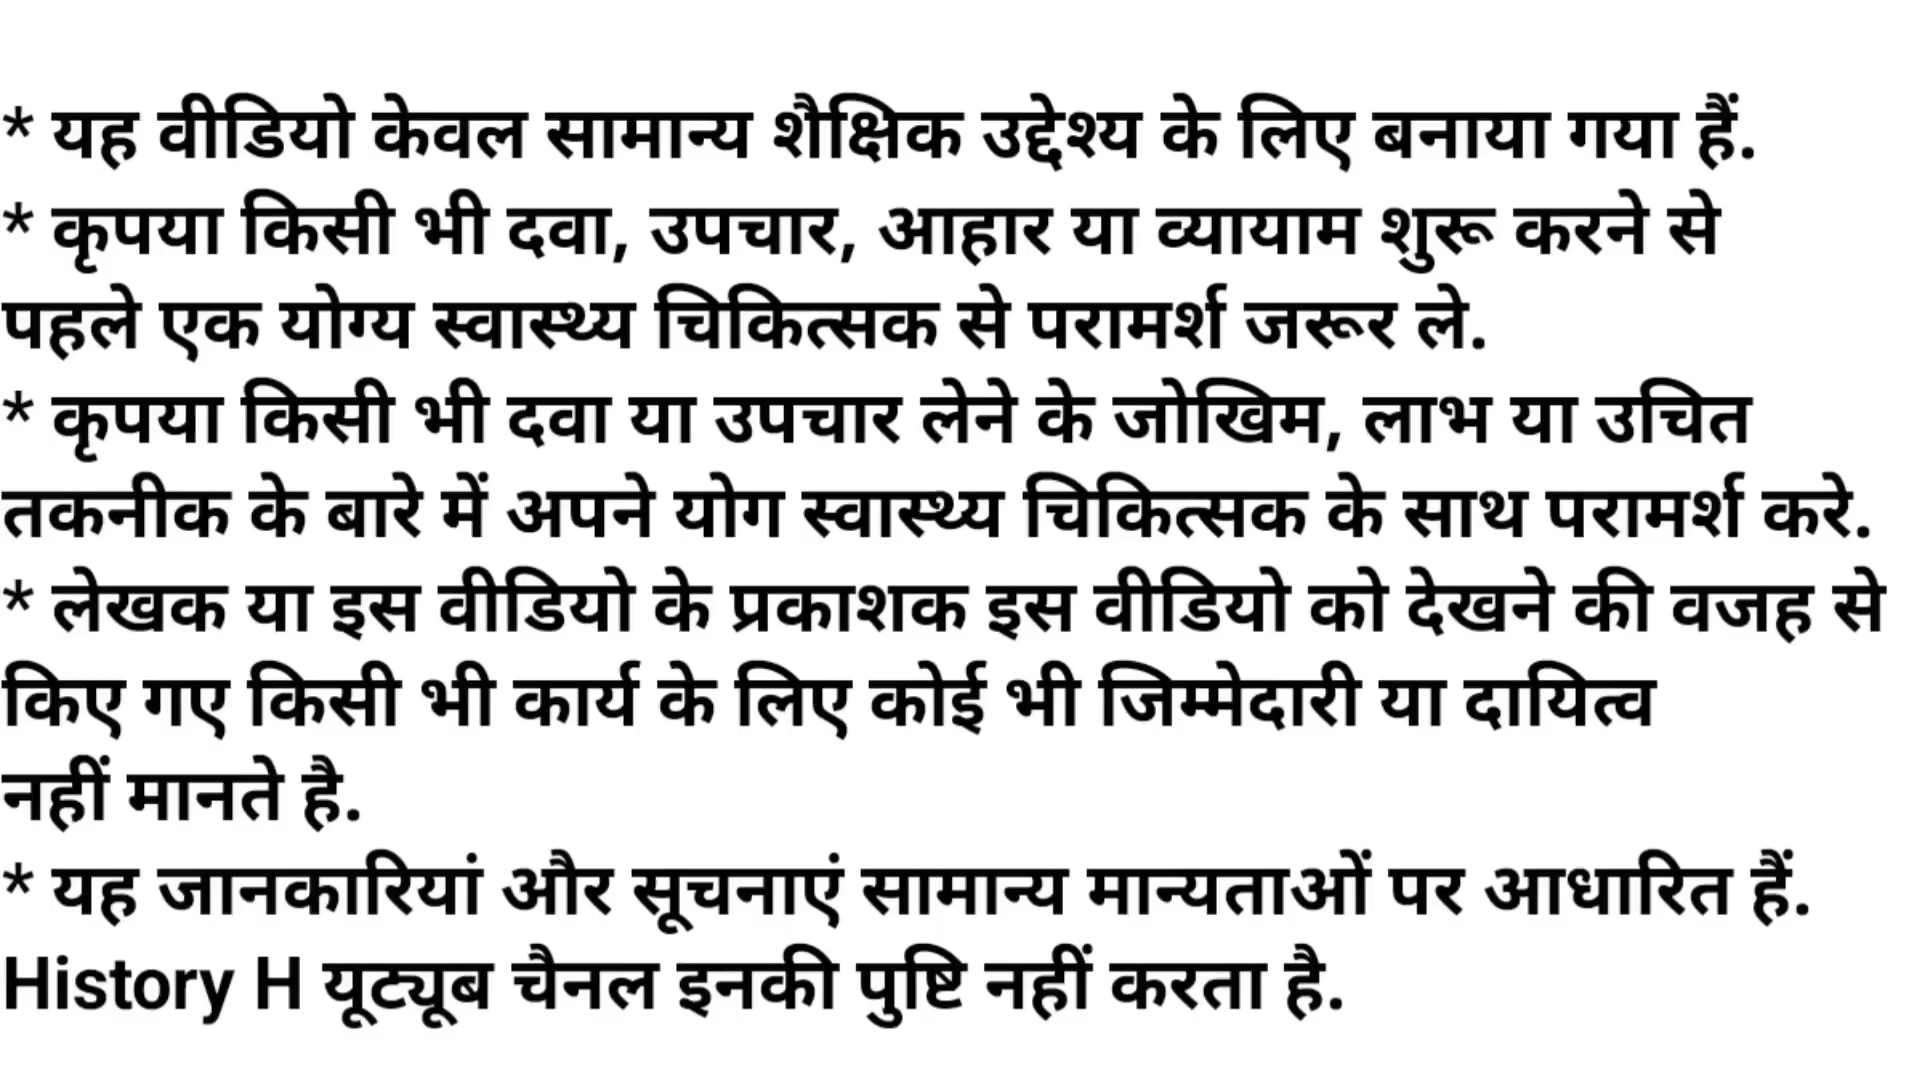 * यह वीडियो केवल सामान्य शैक्षिक उद्देश्य के लिए बनाया गया हैं.
* कृपया किसी भी दवा, उपचार, आहार या व्यायाम शुरू करने से
पहले एक योग्य स्वास्थ्य चिकित्सक से परामर्श जरूर ले.
* कृपया किसी भी दवा या उपचार लेने के जोखिम, लाभ या उचित
तकनीक के बारे में अपने योग स्वास्थ्य चिकित्सक के साथ परामर्श करे.
* लेखक या इस वीडियो के प्रकाशक इस वीडियो को देखने की वजह से
किए गए किसी भी कार्य के लिए कोई भी जिम्मेदारी या दायित्व
नहीं मानते है.
* यह जानकारियां और सूचनाएं सामान्य मान्यताओं पर आधारित हैं.
History H यूट्यूब चैनल इनकी पुष्टि नहीं करता है.